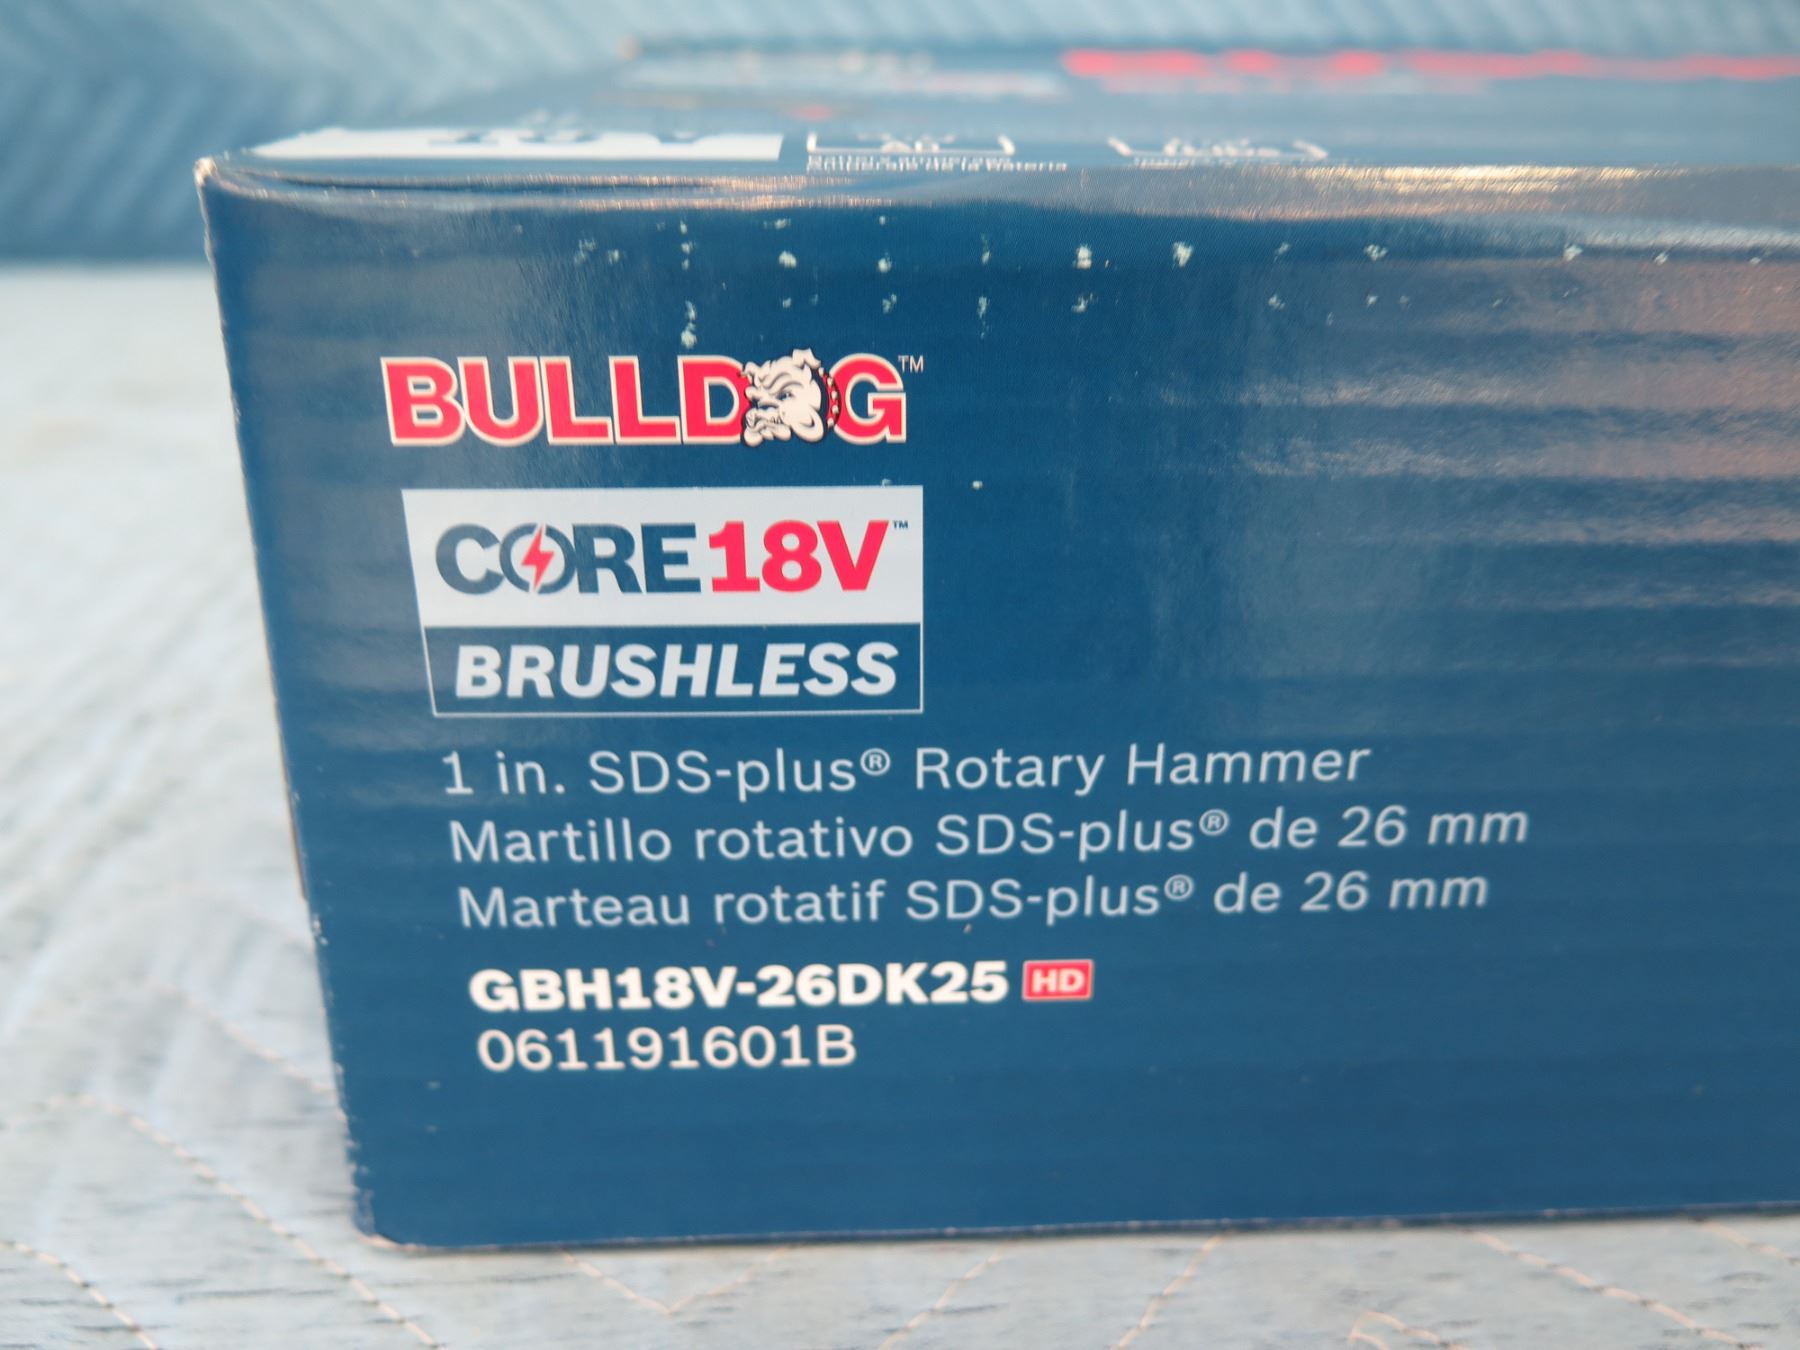 Ah
BULLDOG™
CORE18V™
BRUSHLESS
1 in. SDS-plus® Rotary Hammer
Martillo rotativo SDS-plus® de 26 mm
Marteau rotatif SDS-plus® de 26 mm
GBH18V-26DK25 HD
061191601B